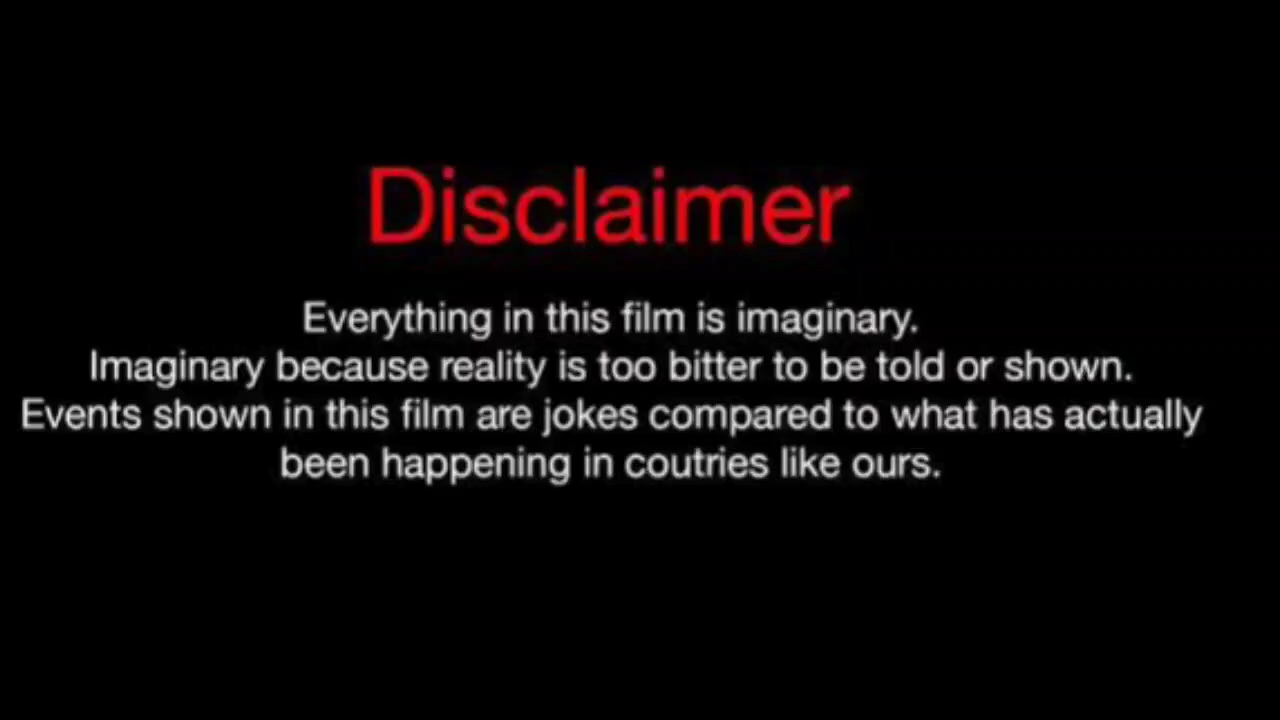 Disclaimer
Everything in this film is imaginary.
Imaginary because reality is too bitter to be told or shown.
Events shown in this film are jokes compared to what has actually
been happening in coutries like ours.